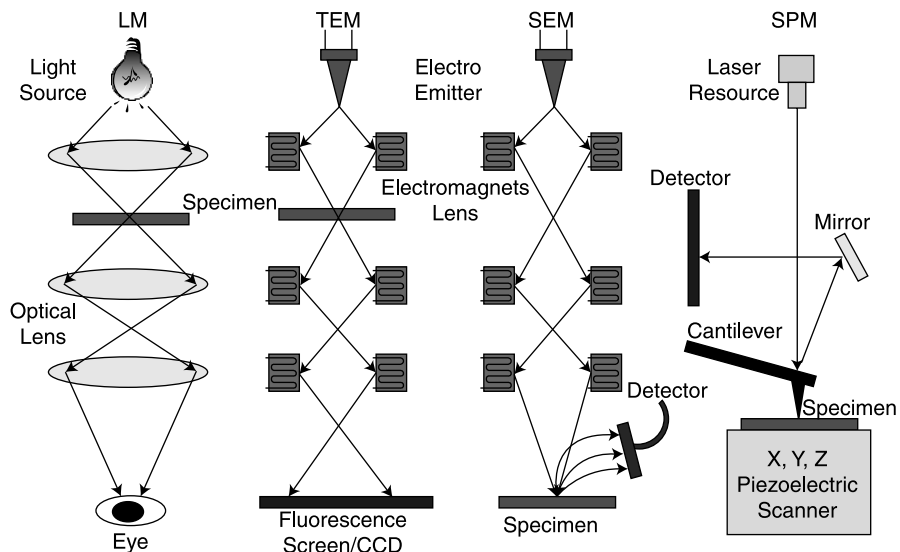 LM
TEM
SEM
SPM
Light
Source
Electro
Emitter
Laser
Resource
Specimen
Electromagnets
Lens
Detector
Mirror
Optical
Lens
Cantilever
Detector
Specimen
X, Y, Z
Piezoelectric
Scanner
Eye
Fluorescence
Screen/CCD
Specimen